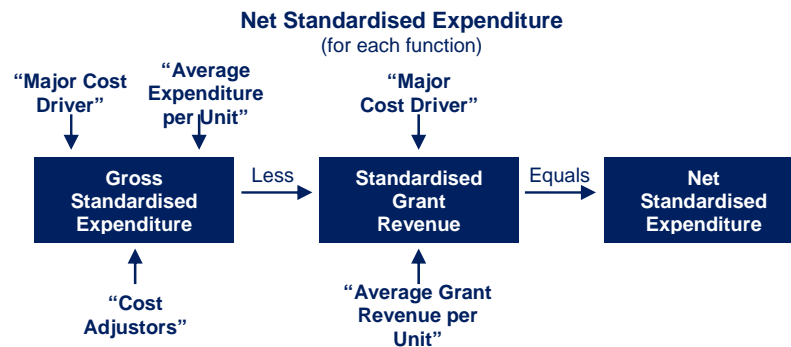 Net Standardised Expenditure
(for each function)
“Major Cost
Driver”
“Average
Expenditure
per Unit”
“Major
Cost Driver”
Gross
Standardised
Expenditure
Less
Standardised
Grant
Revenue
Equals
Net
Standardised
Expenditure
“Cost
Adjustors”
“Average Grant
Revenue per
Unit”